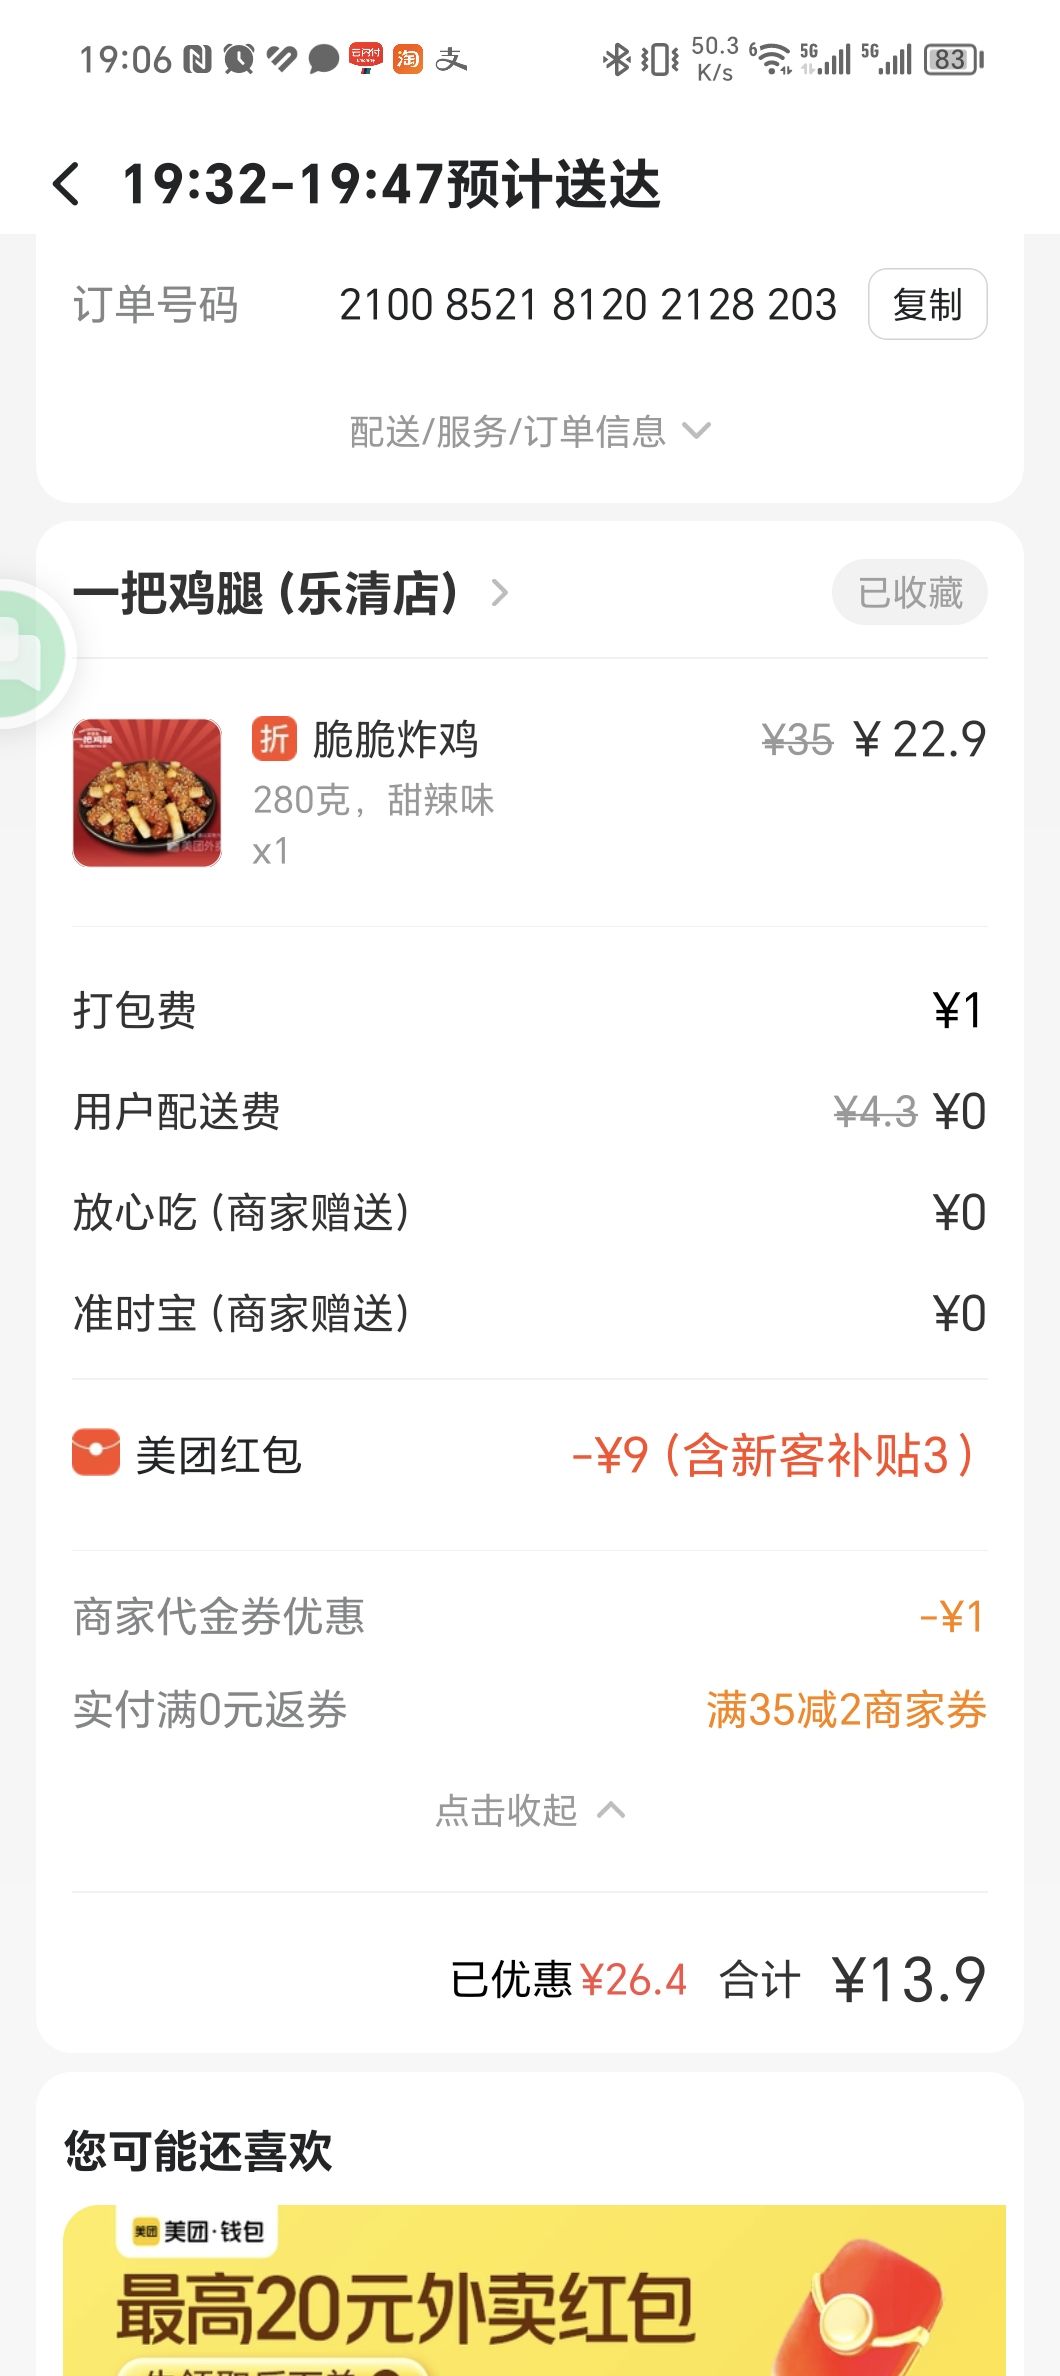 19:06 50.3 K/s 6 5G 5G 83
19:32-19:47预计送达
订单号码 2100 8521 8120 2128 203 复制
配送/服务/订单信息
一把鸡腿 (乐清店) 已收藏
折 脆脆炸鸡 ¥35 ¥ 22.9
280克，甜辣味
x1
打包费 ¥1
用户配送费 ¥4.3 ¥0
放心吃 (商家赠送) ¥0
准时宝 (商家赠送) ¥0
美团红包 -¥9 (含新客补贴3)
商家代金券优惠 -¥1
实付满0元返券 满35减2商家券
点击收起
已优惠¥26.4 合计 ¥13.9
您可能还喜欢
美团 美团·钱包
最高20元外卖红包